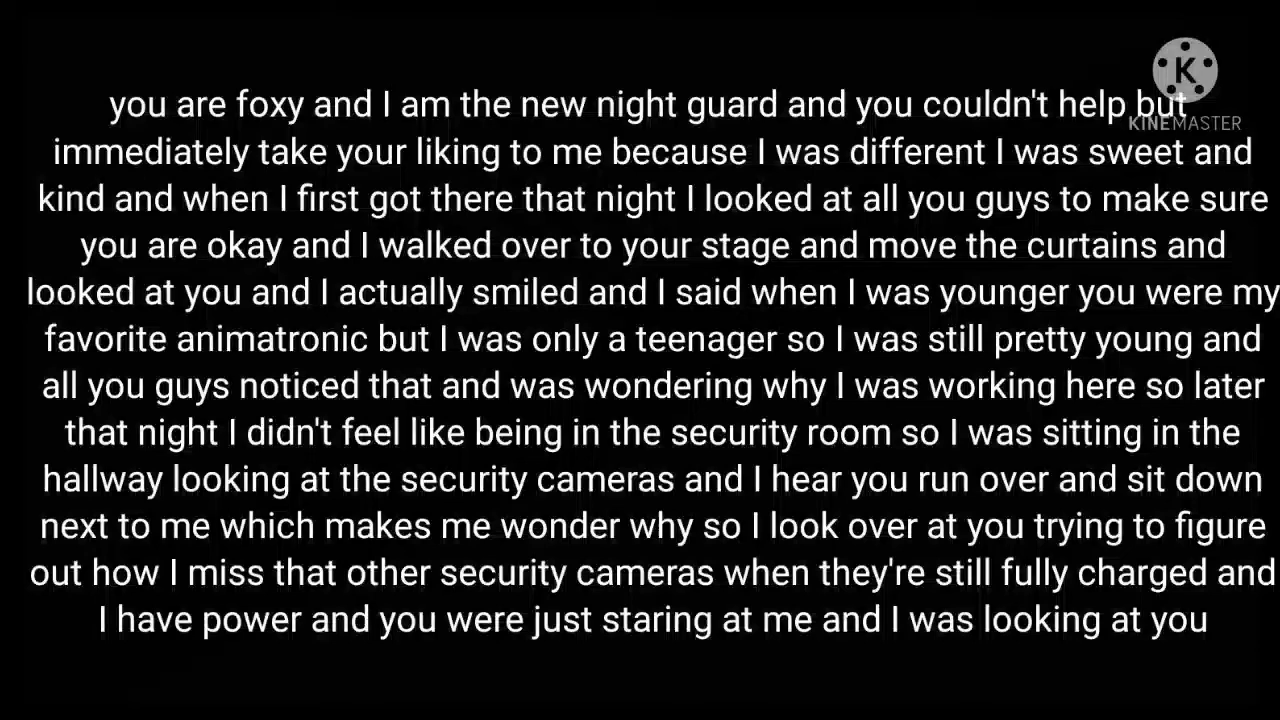 you are foxy and I am the new night guard and you couldn't help but
immediately take your liking to me because I was different I was sweet and
kind and when I first got there that night I looked at all you guys to make sure
you are okay and I walked over to your stage and move the curtains and
looked at you and I actually smiled and I said when I was younger you were my
favorite animatronic but I was only a teenager so I was still pretty young and
all you guys noticed that and was wondering why I was working here so later
that night I didn't feel like being in the security room so I was sitting in the
hallway looking at the security cameras and I hear you run over and sit down
next to me which makes me wonder why so I look over at you trying to figure
out how I miss that other security cameras when they're still fully charged and
I have power and you were just staring at me and I was looking at you
K
KINEMASTER